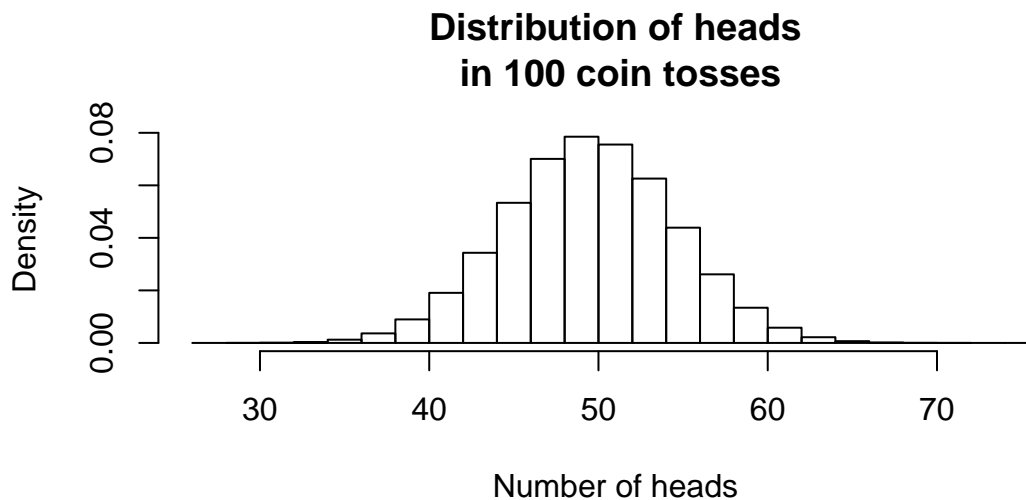 Distribution of heads
in 100 coin tosses
Density
0.08
0.04
0.00
30 40 50 60 70
Number of heads